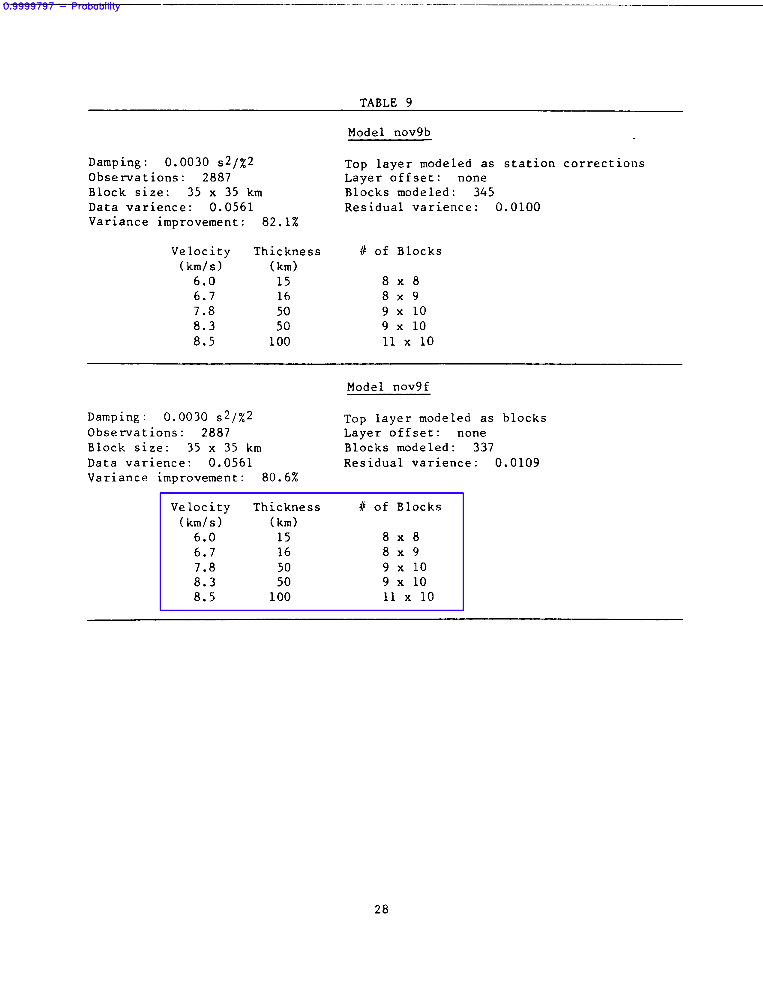 0.9999797 - Probability
TABLE 9
Model nov9b
Damping: 0.0030 s2/%2 Top layer modeled as station corrections
Observations: 2887 Layer offset: none
Block size: 35 x 35 km Blocks modeled: 345
Data varience: 0.0561 Residual varience: 0.0100
Variance improvement: 82.1%
Velocity Thickness # of Blocks
(km/s) (km)
6.0 15 8 x 8
6.7 16 8 x 9
7.8 50 9 x 10
8.3 50 9 x 10
8.5 100 11 x 10
Model nov9f
Damping: 0.0030 s2/%2 Top layer modeled as blocks
Observations: 2887 Layer offset: none
Block size: 35 x 35 km Blocks modeled: 337
Data varience: 0.0561 Residual varience: 0.0109
Variance improvement: 80.6%
Velocity Thickness # of Blocks
(km/s) (km)
6.0 15 8 x 8
6.7 16 8 x 9
7.8 50 9 x 10
8.3 50 9 x 10
8.5 100 11 x 10
28